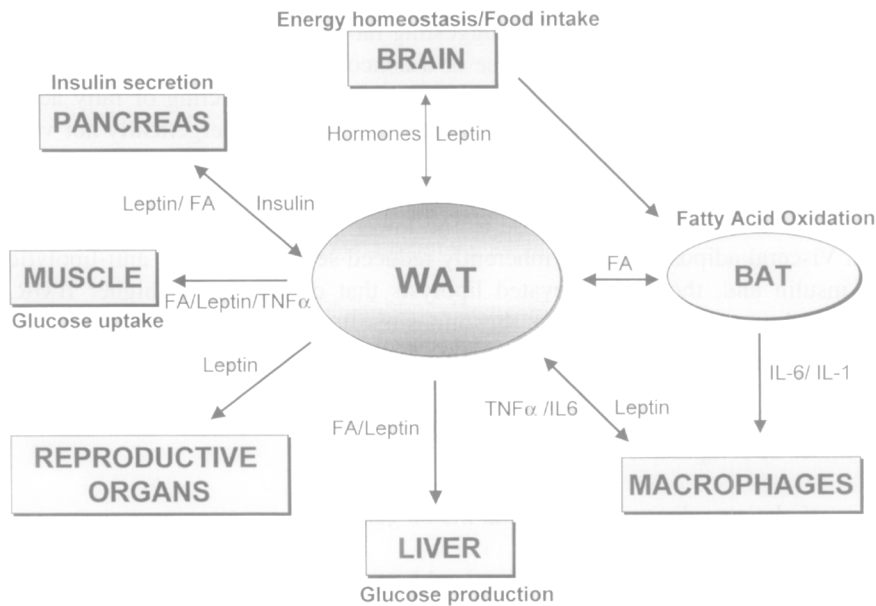 Energy homeostasis/Food intake
BRAIN
Insulin secretion
PANCREAS
Hormones
Leptin
Leptin/ FA
Insulin
Fatty Acid Oxidation
MUSCLE
FA/Leptin/TNFα
Glucose uptake
WAT
FA
BAT
Leptin
IL-6/ IL-1
TNFα /IL6
Leptin
FA/Leptin
REPRODUCTIVE
ORGANS
MACROPHAGES
LIVER
Glucose production